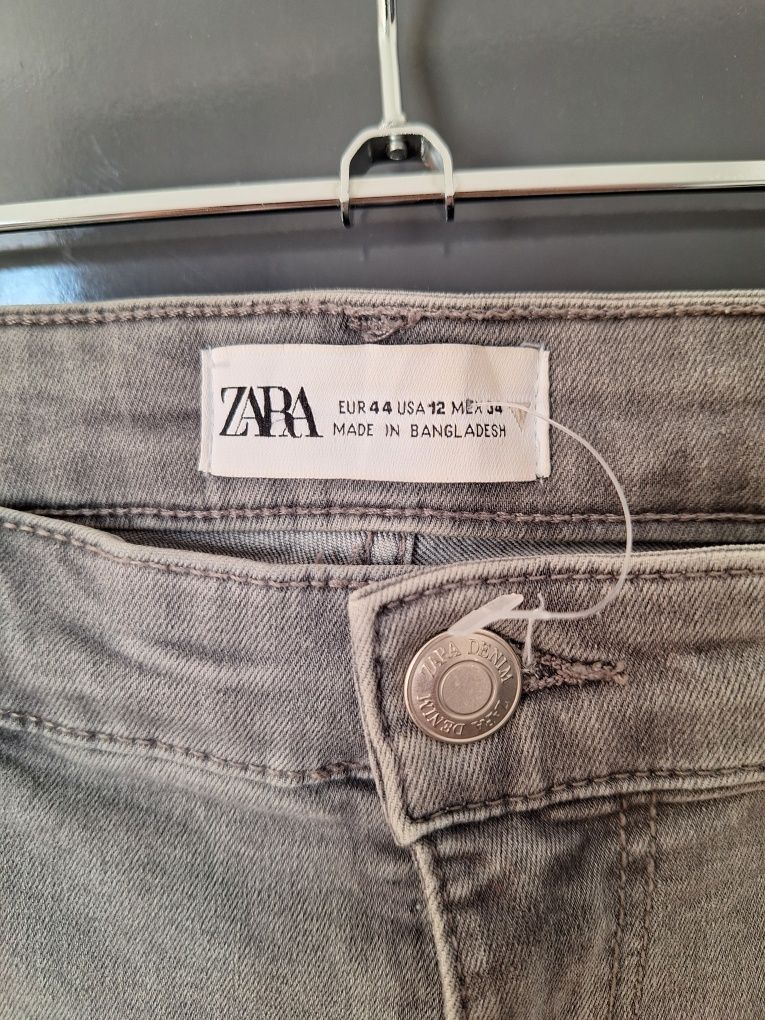 ZARA
EUR 44 USA 12 MEX 34
MADE IN BANGLADESH
ZARA DENIM
ZARA DENIM